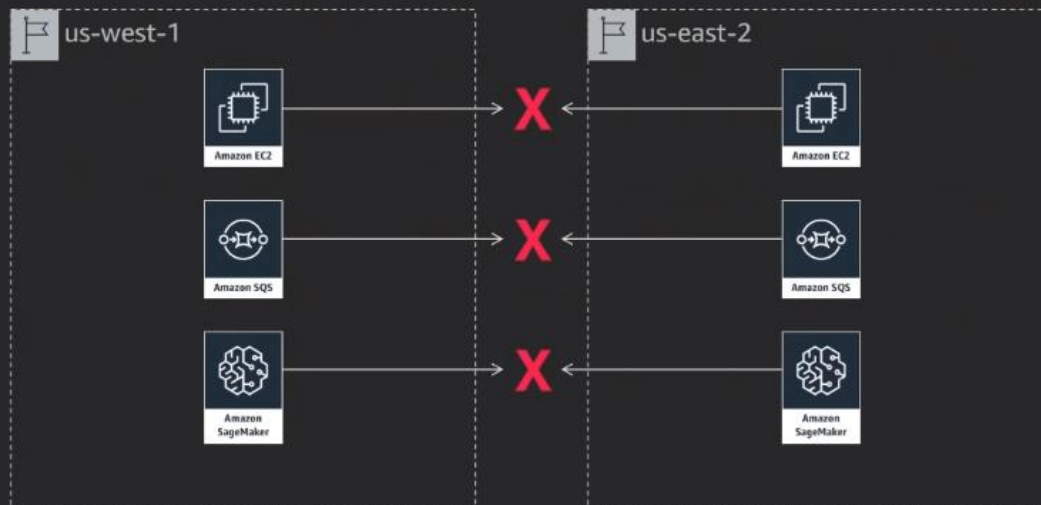 us-west-1
us-east-2
Amazon EC2
X
Amazon EC2
Amazon SQS
X
Amazon SQS
Amazon
SageMaker
X
Amazon
SageMaker